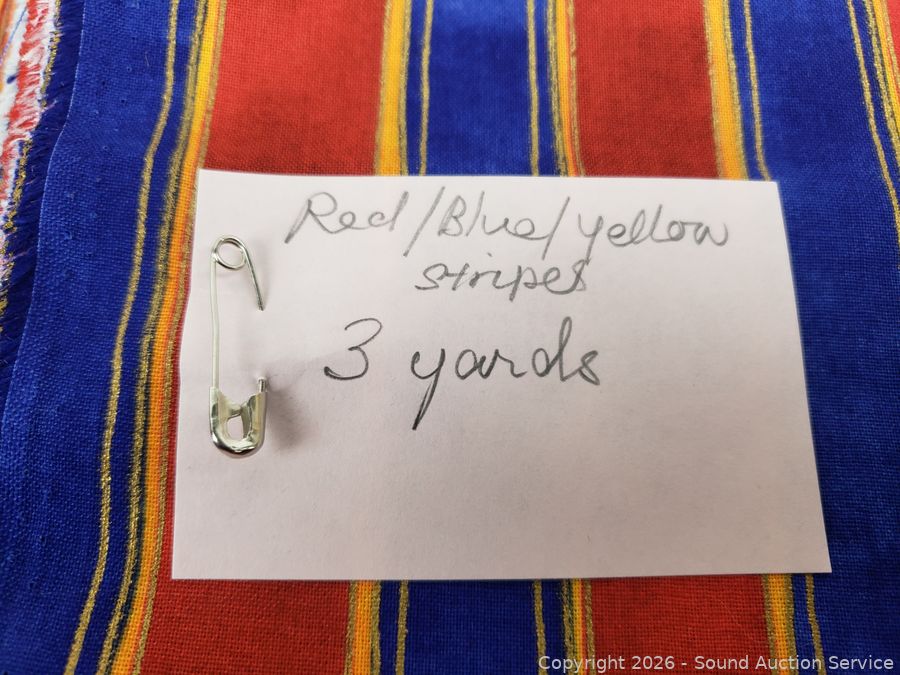 Red/Blue/yellow
stripes
3 yards
Copyright 2026 - Sound Auction Service